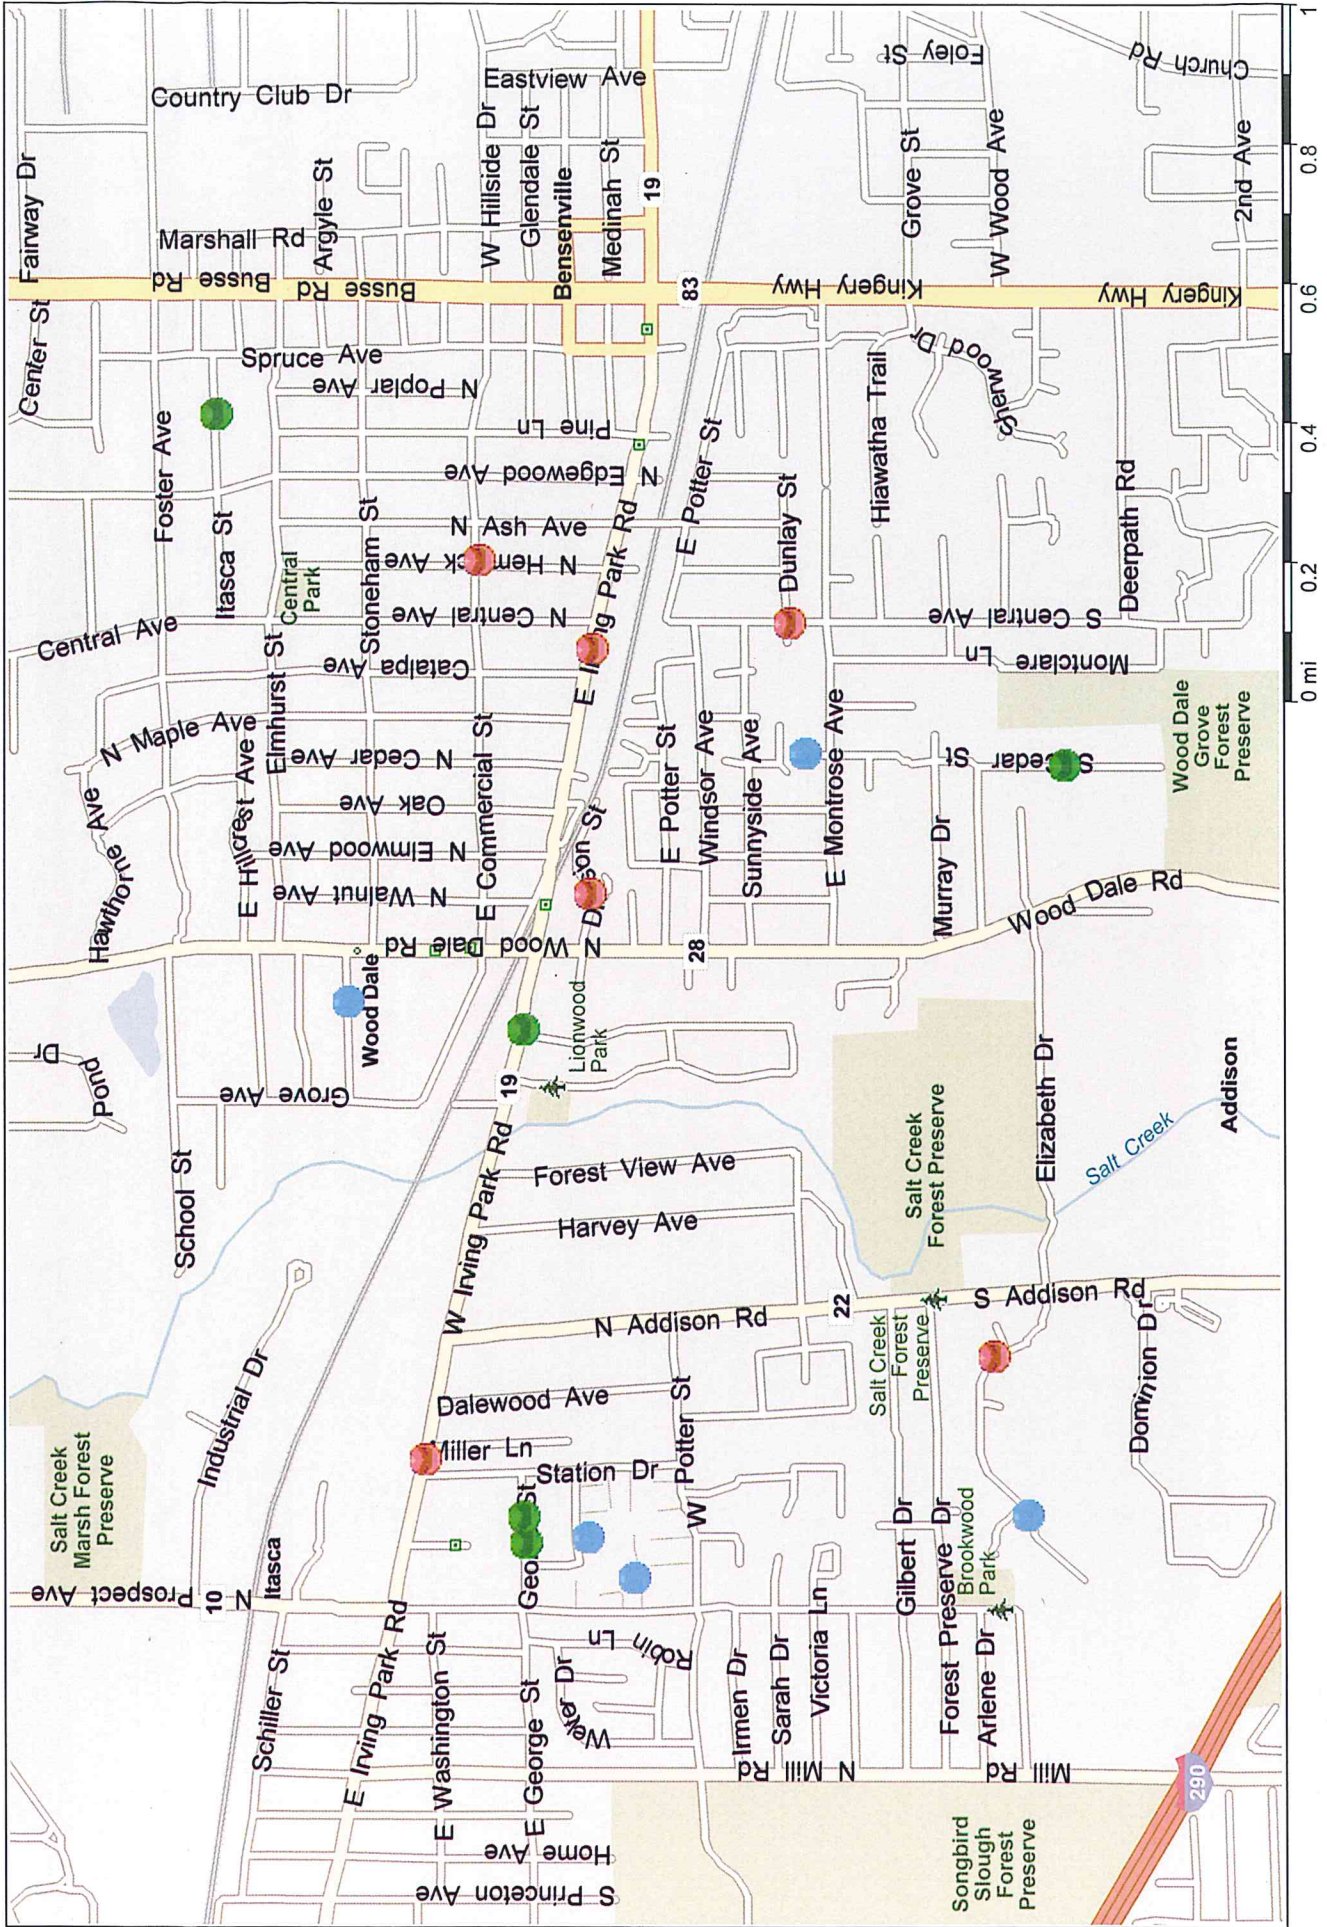 Fairway Dr
Center St
Country Club Dr
Eastview Ave
W Hillside Dr
Glendale St
Bensenville
Medinah St
19
Foley St
Grove St
W Wood Ave
Church Rd
2nd Ave
Marshall Rd
Argyle St
Busse Rd
Busse Rd
83
Kingery Hwy
Kingery Hwy
Spruce Ave
N Poplar Ave
Pine Ln
N Edgewood Ave
N Ash Ave
Foster Ave
Itasca St
Central
Park
Stoneham St
N Central Ave
Central Ave
Catalpa Ave
Elmhurst St
N Maple Ave
N Cedar Ave
Oak Ave
E Hillcrest Ave
N Elmwood Ave
N Walnut Ave
E Commercial St
Hawthorne Ave
N Wood Dale Rd
Wood Dale
E Potter St
Dunlay St
Hiawatha Trail
Sherwood Dr
Deerpath Rd
S Central Ave
Montclare Ln
E Potter St
Windsor Ave
Sunnyside Ave
E Montrose Ave
Murray Dr
S Cedar St
Wood Dale
Grove
Forest
Preserve
Wood Dale Rd
28
Lionwood
Park
19
Grove Ave
Pond
Dr
School St
W Irving Park Rd
Forest View Ave
Harvey Ave
Salt Creek
Forest Preserve
Elizabeth Dr
Salt Creek
Addison
Industrial Dr
N Addison Rd
22
S Addison Rd
Salt Creek
Forest
Preserve
Dominion Dr
Dalewood Ave
Miller Ln
Station Dr
W Potter St
Salt Creek
Marsh Forest
Preserve
N Prospect Ave
10
Itasca
Schiller St
E Irving Park Rd
E Washington St
E George St
Robin Ln
Irmen Dr
Sarah Dr
Victoria Ln
Gilbert Dr
Forest Preserve Dr
Brookwood
Park
Arlene Dr
N Mill Rd
Mill Rd
Home Ave
S Princeton Ave
Songbird
Slough
Forest
Preserve
290
0 mi 0.2 0.4 0.6 0.8 1